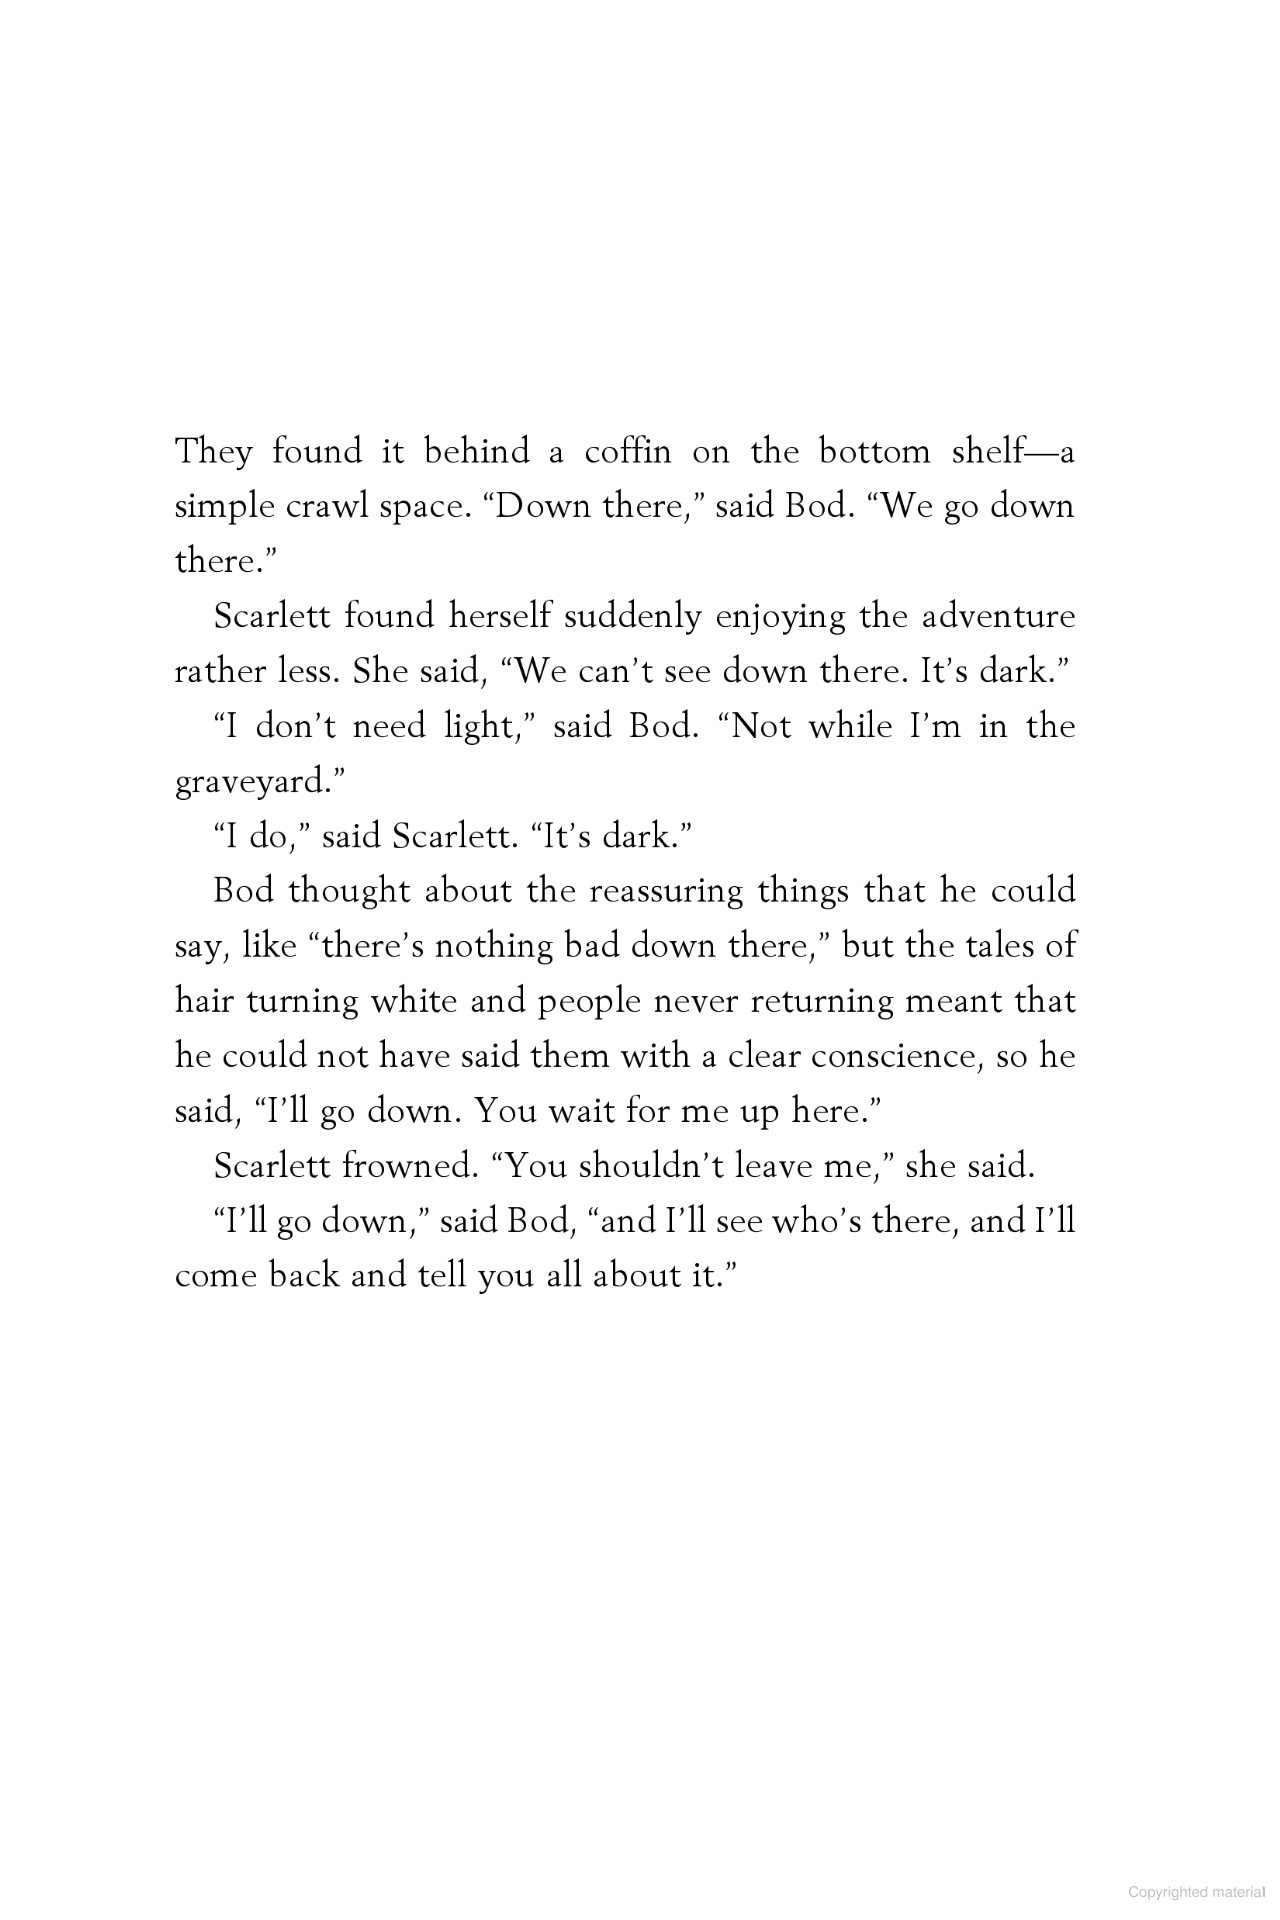 They found it behind a coffin on the bottom shelf—a
simple crawl space. “Down there,” said Bod. “We go down
there.”
Scarlett found herself suddenly enjoying the adventure
rather less. She said, “We can’t see down there. It’s dark.”
“I don’t need light,” said Bod. “Not while I’m in the
graveyard.”
“I do,” said Scarlett. “It’s dark.”
Bod thought about the reassuring things that he could
say, like “there’s nothing bad down there,” but the tales of
hair turning white and people never returning meant that
he could not have said them with a clear conscience, so he
said, “I’ll go down. You wait for me up here.”
Scarlett frowned. “You shouldn’t leave me,” she said.
“I’ll go down,” said Bod, “and I’ll see who’s there, and I’ll
come back and tell you all about it.”
Copyrighted material